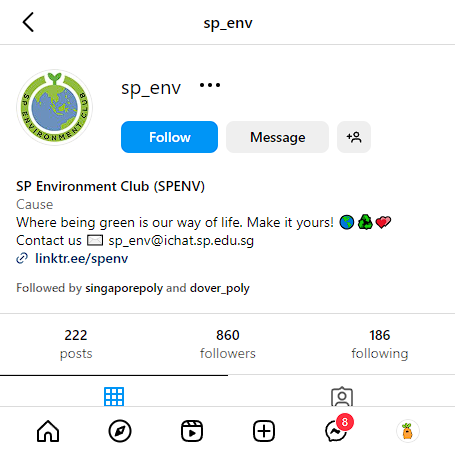 sp_env
SP ENVIRONMENT CLUB
sp_env
Follow
Message
SP Environment Club (SPENV)
Cause
Where being green is our way of life. Make it yours! 🌏♻️💞
Contact us ✉️ sp_env@ichat.sp.edu.sg
linktr.ee/spenv
Followed by singaporepoly and dover_poly
222 860 186
posts followers following
8